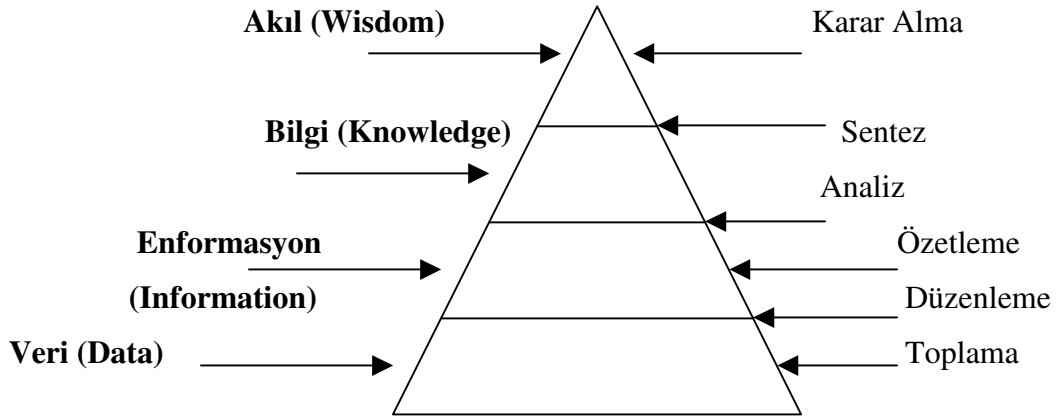 Akıl (Wisdom)
Karar Alma
Bilgi (Knowledge)
Sentez
Analiz
Enformasyon
(Information)
Özetleme
Düzenleme
Veri (Data)
Toplama